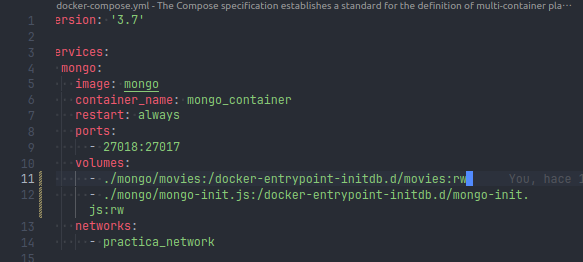 docker-compose.yml - The Compose specification establishes a standard for the definition of multi-container pla…
1 ersion: '3.7'
2
3 ervices:
4 mongo:
5 image: mongo
6 container_name: mongo_container
7 restart: always
8 ports:
9 - 27018:27017
10 volumes:
11 - ./mongo/movies:/docker-entrypoint-initdb.d/movies:rw You, hace 1
12 - ./mongo/mongo-init.js:/docker-entrypoint-initdb.d/mongo-init.
js:rw
13 networks:
14 - practica_network
15